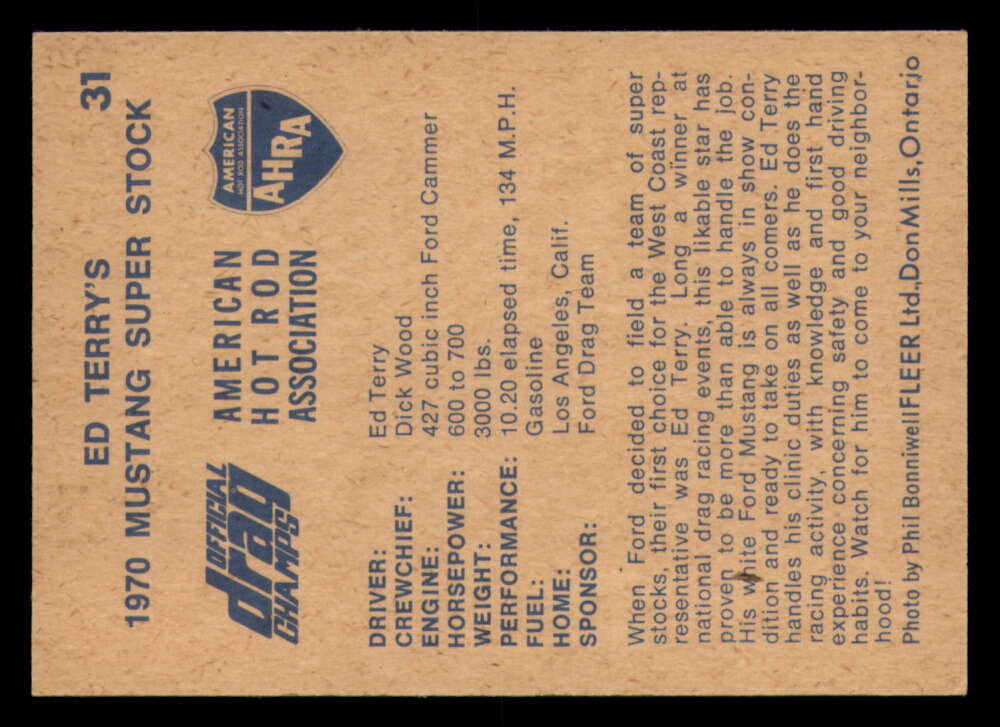 ED TERRY'S 31
1970 MUSTANG SUPER STOCK
OFFICIAL
drag
CHAMPS
AMERICAN
HOT ROD
ASSOCIATION
AMERICAN
HOT ROD ASSOCIATION
AHRA
DRIVER: Ed Terry
CREWCHIEF: Dick Wood
ENGINE: 427 cubic inch Ford Cammer
HORSEPOWER: 600 to 700
WEIGHT: 3000 lbs.
PERFORMANCE: 10.20 elapsed time, 134 M.P.H.
FUEL: Gasoline
HOME: Los Angeles, Calif.
SPONSOR: Ford Drag Team
When Ford decided to field a team of super
stocks, their first choice for the West Coast rep-
resentative was Ed Terry. Long a winner at
national drag racing events, this likable star has
proven to be more than able to handle the job.
His white Ford Mustang is always in show con-
dition and ready to take on all comers. Ed Terry
handles his clinic duties as well as he does the
racing activity, with knowledge and first hand
experience concerning safety and good driving
habits. Watch for him to come to your neighbor-
hood!
Photo by Phil Bonniwell FLEER Ltd., Don Mills, Ontario